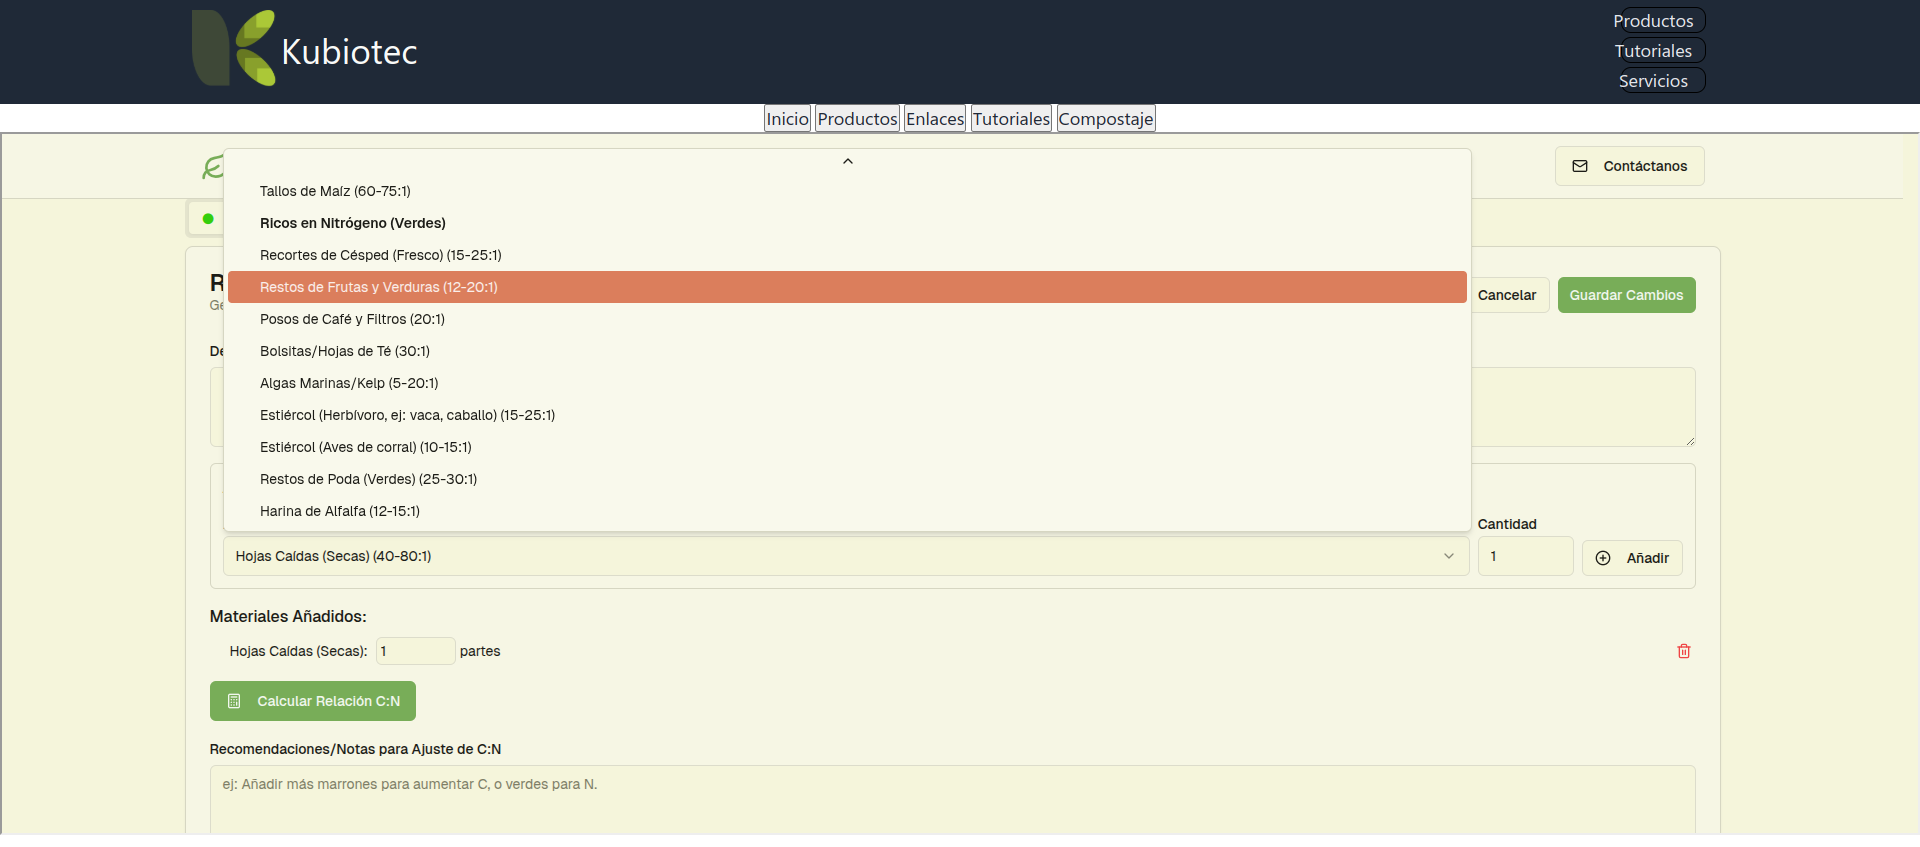 Kubiotec
Productos
Tutoriales
Servicios
Inicio Productos Enlaces Tutoriales Compostaje
Contáctanos
Tallos de Maíz (60-75:1)
Ricos en Nitrógeno (Verdes)
Recortes de Césped (Fresco) (15-25:1)
Restos de Frutas y Verduras (12-20:1)
Posos de Café y Filtros (20:1)
Bolsitas/Hojas de Té (30:1)
Algas Marinas/Kelp (5-20:1)
Estiércol (Herbívoro, ej: vaca, caballo) (15-25:1)
Estiércol (Aves de corral) (10-15:1)
Restos de Poda (Verdes) (25-30:1)
Harina de Alfalfa (12-15:1)
Cancelar
Guardar Cambios
Cantidad
Hojas Caídas (Secas) (40-80:1)
1
Añadir
Materiales Añadidos:
Hojas Caídas (Secas): 1 partes
Calcular Relación C:N
Recomendaciones/Notas para Ajuste de C:N
ej: Añadir más marrones para aumentar C, o verdes para N.